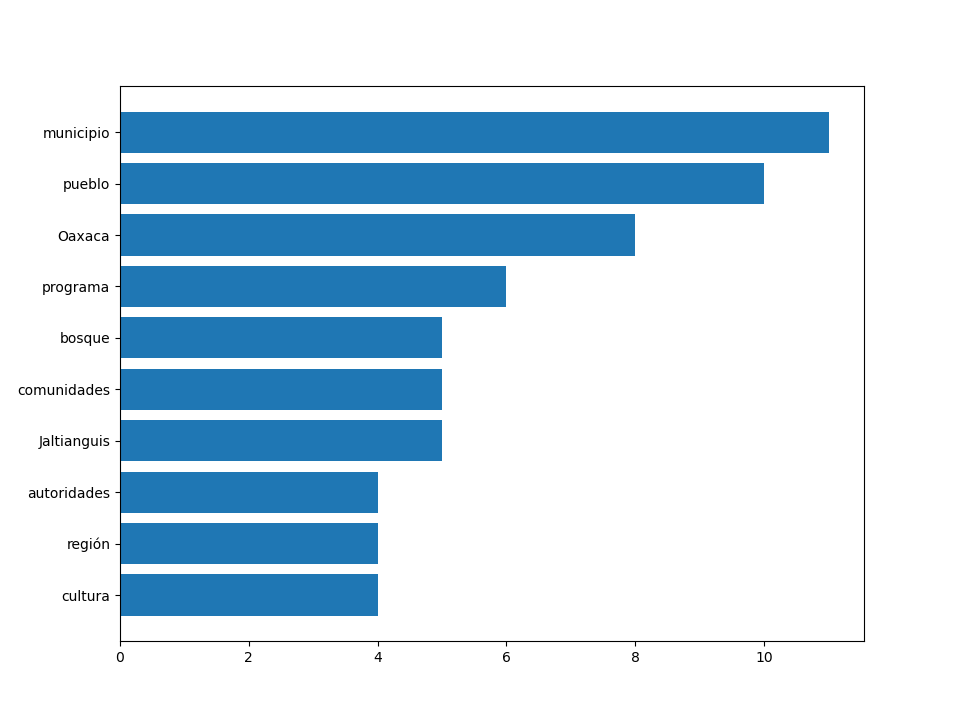 municipio
pueblo
Oaxaca
programa
bosque
comunidades
Jaltianguis
autoridades
región
cultura
0 2 4 6 8 10